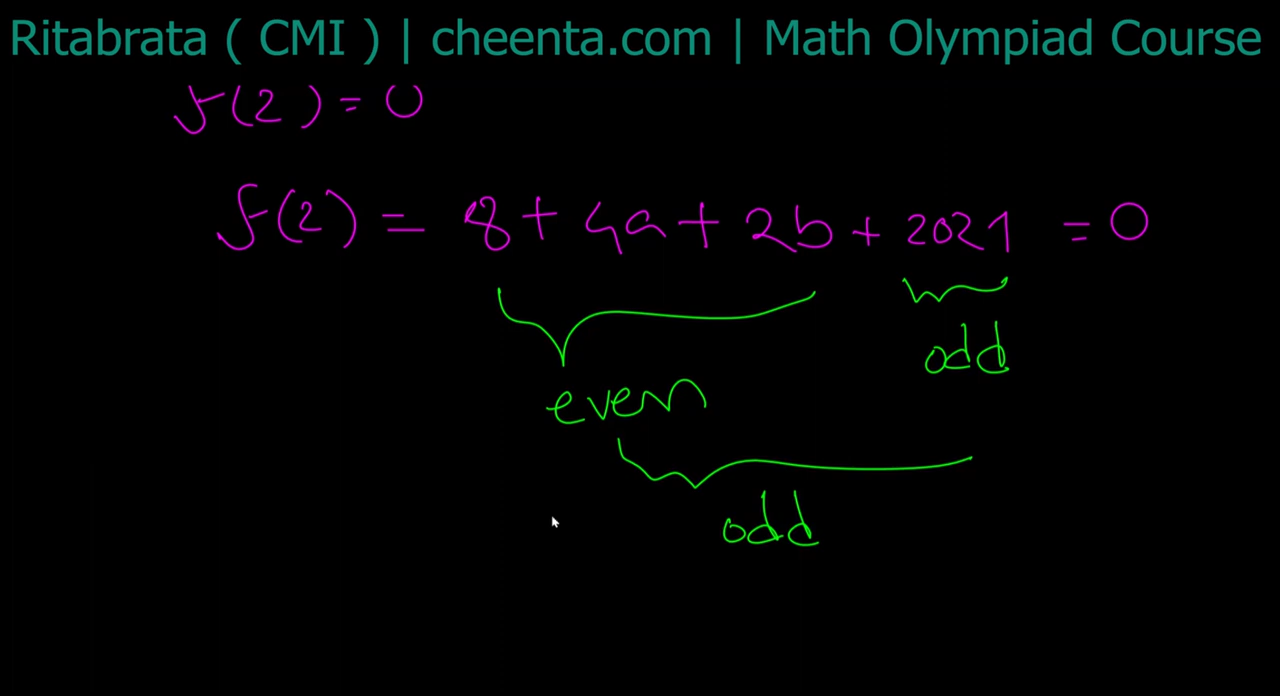 Ritabrata ( CMI ) | cheenta.com | Math Olympiad Course
f(2) = 0
f(2) = 8 + 4a + 2b + 2021 = 0
odd
even
odd